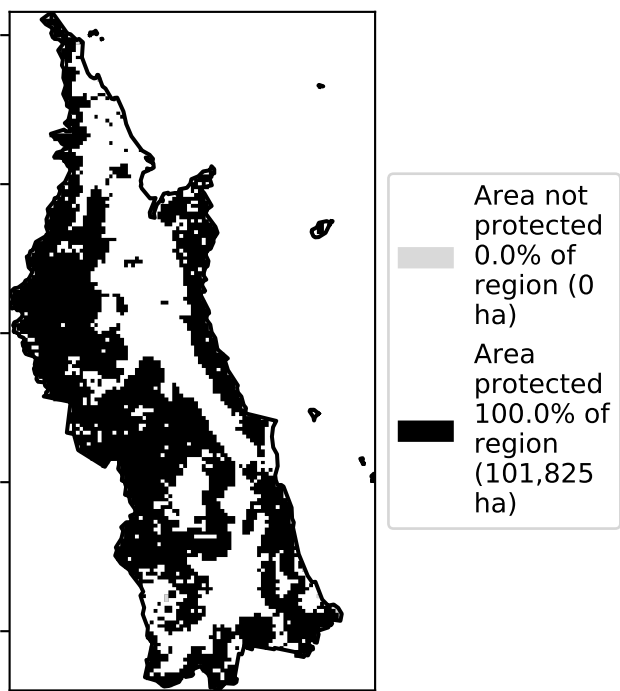 Area not
protected
0.0% of
region (0
ha)
Area
protected
100.0% of
region
(101,825
ha)